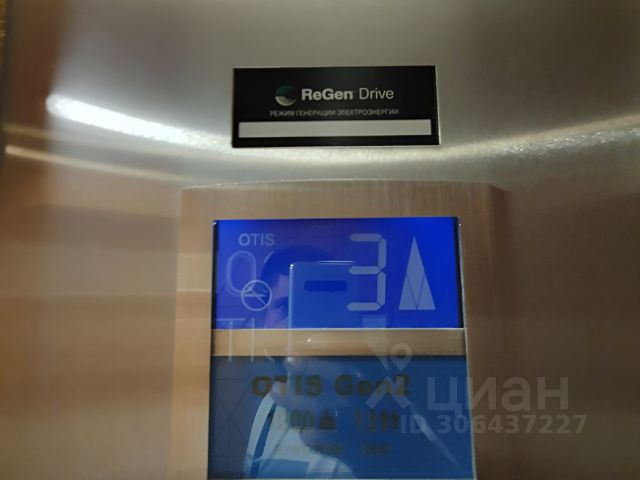 ReGen Drive
РЕЖИМ ГЕНЕРАЦИИ ЭЛЕКТРОЭНЕРГИИ
OTIS
3
OTIS Gen2
циан
ID 306437227